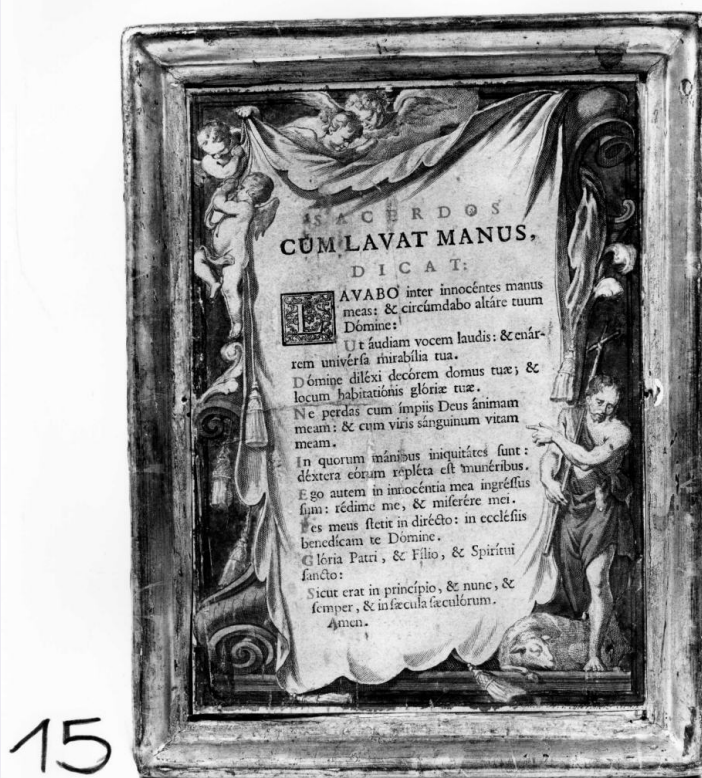 SACERDOS
CUM LAVAT MANUS,
DICAT:
LAVABO inter innocéntes manus
meas: & circúmdabo altáre tuum
Dómine:
Ut áudiam vocem laudis: & enár-
rem univérsa mirabília tua.
Dómine diléxi decórem domus tuæ; &
locum habitatiónis glóriæ tuæ.
Ne perdas cum ímpiis Deus ánimam
meam: & cum viris sánguinum vitam
meam.
In quorum mánibus iniquitátes sunt:
déxtera eórum repléta est munéribus.
Ego autem in innocéntia mea ingréssus
sum: rédime me, & miserére mei.
Pes meus stetit in dirécto: in ecclésiis
benedícam te Dómine.
Glória Patri, & Fílio, & Spirítui
sancto:
Sicut erat in princípio, & nunc, &
semper, & in sæcula sæculórum.
Amen.
15